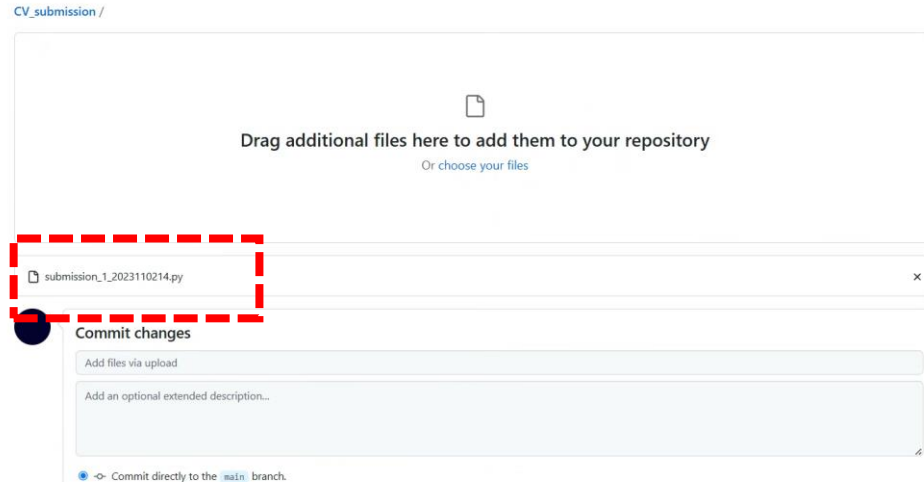 CV_submission /
Drag additional files here to add them to your repository
Or choose your files
submission_1_2023110214.py
Commit changes
Add files via upload
Add an optional extended description...
Commit directly to the main branch.